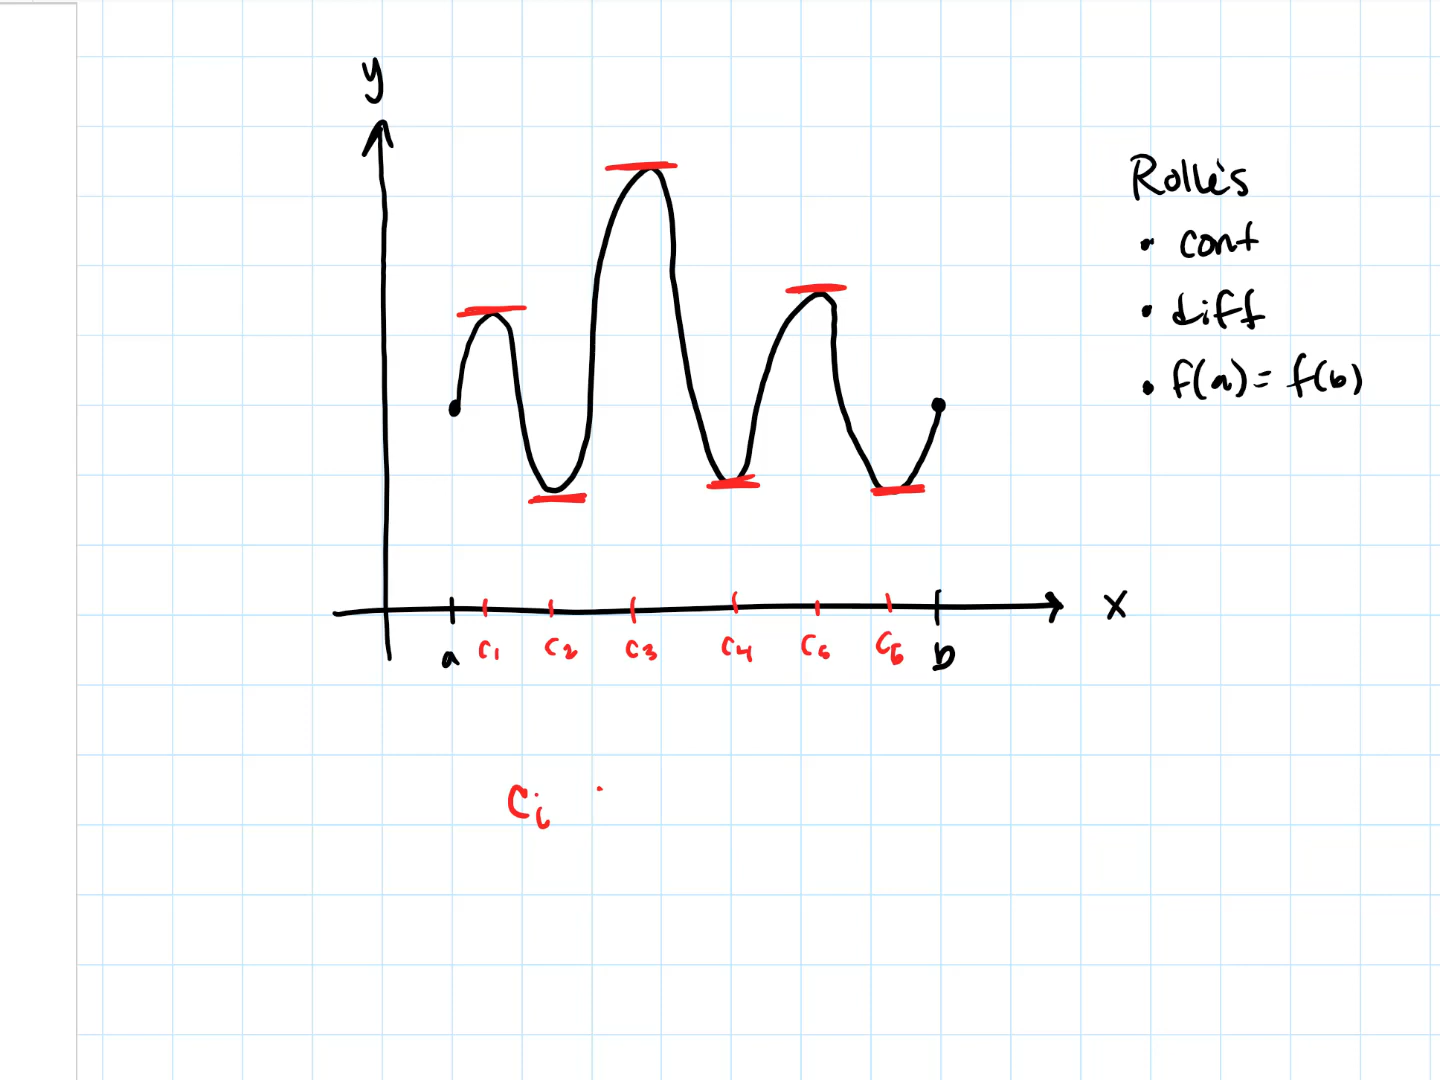 y
Rolle's
• cont
• diff
• f(a) = f(b)
x
a c1 c2 c3 c4 c5 c6 b
ci